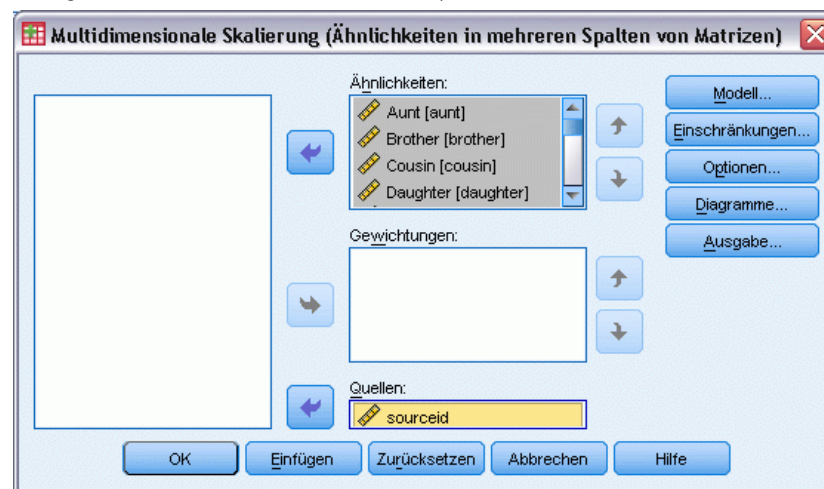 Multidimensionale Skalierung (Ähnlichkeiten in mehreren Spalten von Matrizen)
Ähnlichkeiten:
Aunt [aunt]
Brother [brother]
Cousin [cousin]
Daughter [daughter]
Gewichtungen:
Quellen:
sourceid
Modell...
Einschränkungen...
Optionen...
Diagramme...
Ausgabe...
OK
Einfügen
Zurücksetzen
Abbrechen
Hilfe